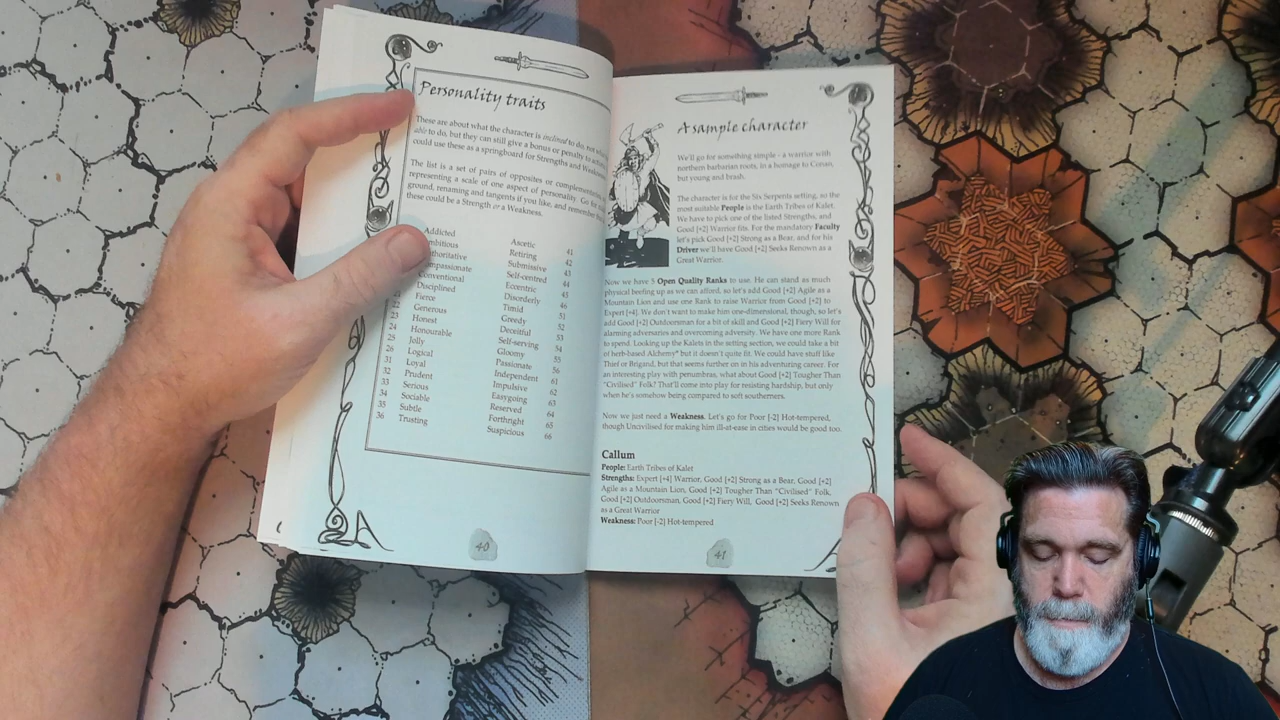 Personality traits
These are about what the character is inclined to do, not
able to do, but they can still give a bonus or penalty to
could use these as a springboard for Strengths and
The list is a set of pairs of opposites or
representing a scale of one aspect of personality. Go for
ground, renaming and tangents if you like, and remember
these could be a Strength or a Weakness.
Addicted Ascetic 41
Retiring 42
Submissive 43
Self-centred 44
Conventional Eccentric 45
Disciplined Disorderly 46
22 Fierce Timid 51
23 Generous Greedy 52
24 Honest Deceitful 53
25 Honourable Self-serving 54
26 Jolly Gloomy 55
31 Logical Passionate 56
32 Loyal Independent 61
33 Prudent Impulsive 62
34 Serious Easygoing 63
35 Sociable Reserved 64
36 Subtle Forthright 65
Trusting Suspicious 66
40
A sample character
We'll go for something simple - a warrior with
northern barbarian roots, in a homage to Conan,
but young and brash.
The character is for the Six Serpents setting, so the
most suitable People is the Earth Tribes of Kalet.
We have to pick one of the listed Strengths, and
Good [+2] Warrior fits. For the mandatory Faculty
let's pick Good [+2] Strong as a Bear, and for his
Driver we'll have Good [+2] Seeks Renown as a
Great Warrior.
Now we have 5 Open Quality Ranks to use. He can stand as much
physical beefing up as we can afford, so let's add Good [+2] Agile as a
Mountain Lion and use one Rank to raise Warrior from Good [+2] to
Expert [+4]. We don't want to make him one-dimensional, though, so let's
add Good [+2] Outdoorsman for a bit of skill and Good [+2] Fiery Will for
alarming adversaries and overcoming adversity. We have one more Rank
to spend. Looking up the Kalets in the setting section, we could take a bit
of herb-based Alchemy* but it doesn't quite fit. We could have stuff like
Thief or Brigand, but that seems further on in his adventuring career. For
an interesting play with penumbras, what about Good [+2] Tougher Than
"Civilised" Folk? That'll come into play for resisting hardship, but only
when he's somehow being compared to soft southerners.
Now we just need a Weakness. Let's go for Poor [-2] Hot-tempered,
though Uncivilised for making him ill-at-ease in cities would be good too.
Callum
People: Earth Tribes of Kalet
Strengths: Expert [+4] Warrior, Good [+2] Strong as a Bear, Good [+2]
Agile as a Mountain Lion, Good [+2] Tougher Than "Civilised" Folk,
Good [+2] Outdoorsman, Good [+2] Fiery Will, Good [+2] Seeks Renown
as a Great Warrior
Weakness: Poor [-2] Hot-tempered
41